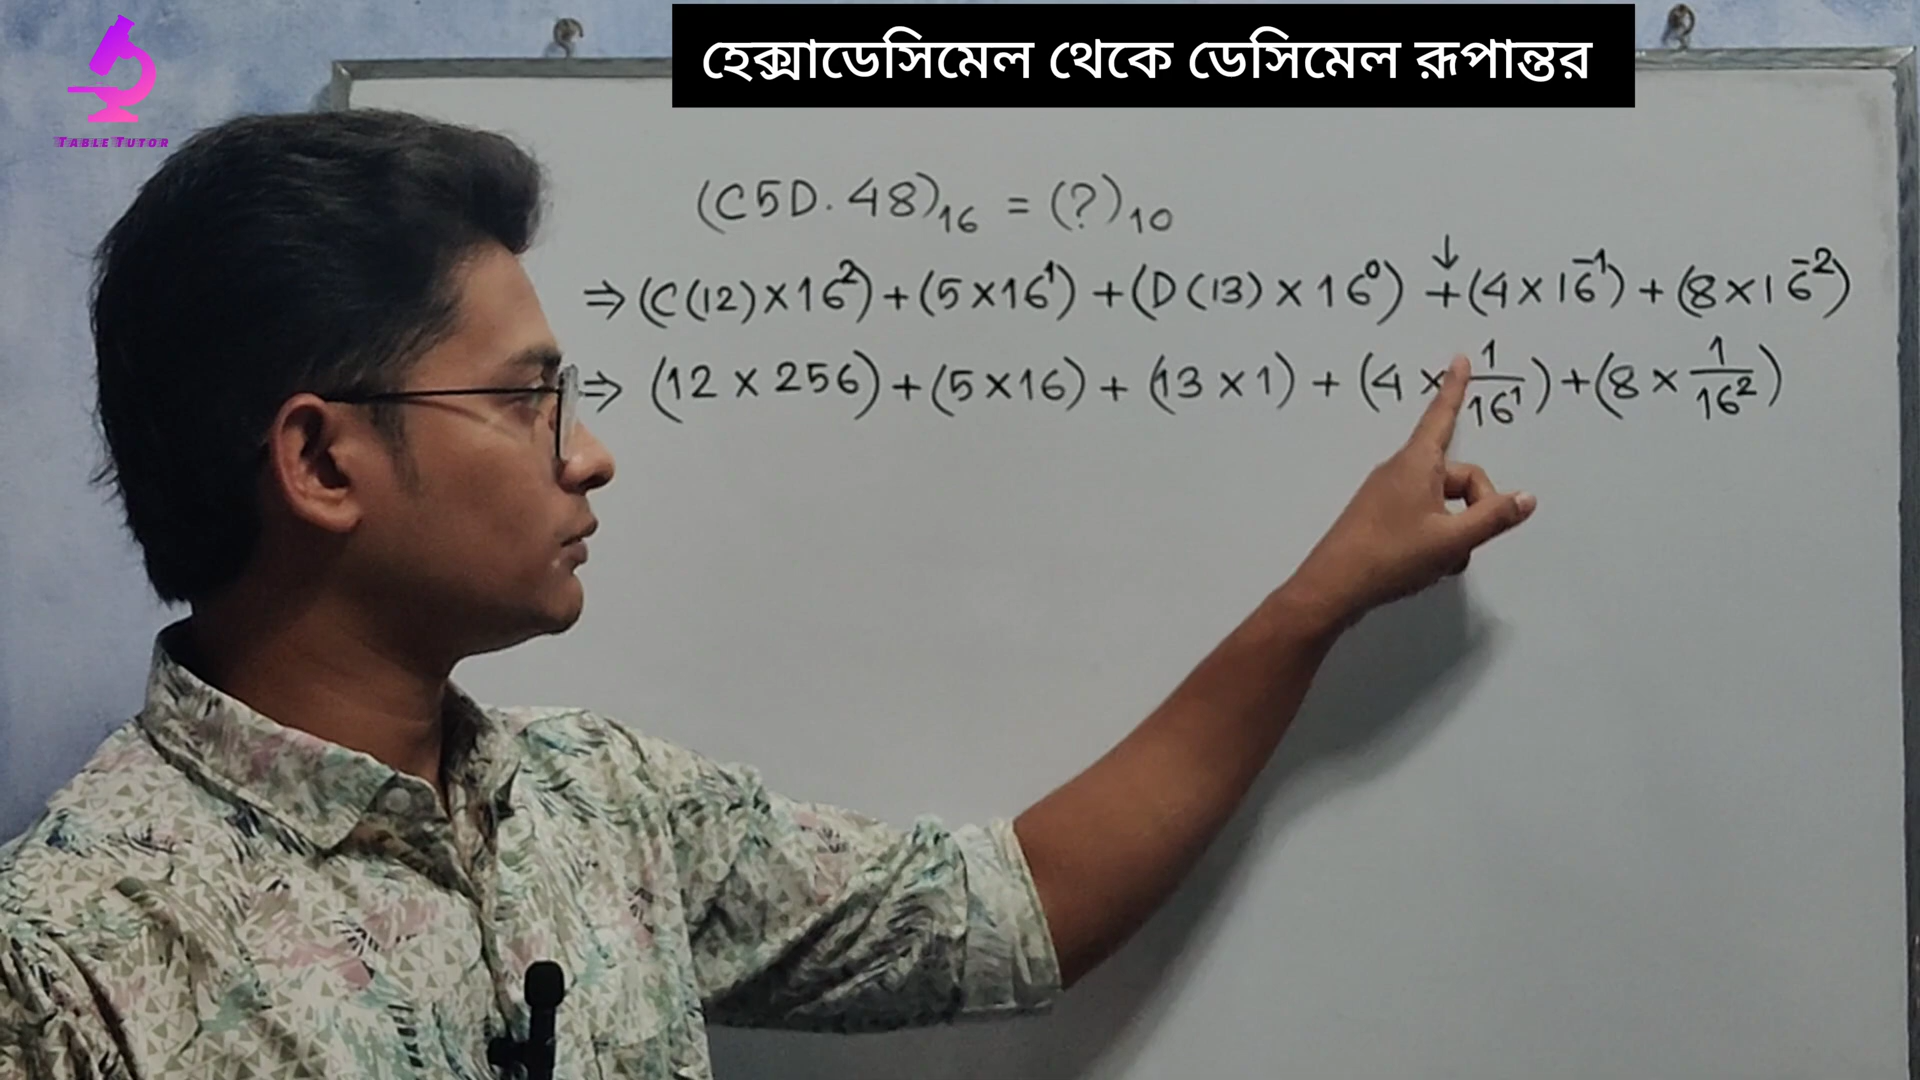 হেক্সাডেসিমেল থেকে ডেসিমেল রূপান্তর
TABLE TUTOR
(C5D.48)₁₆ = (?)₁₀
↓
⇒ (C(12)×16²)+(5×16¹)+(D(13)×16⁰)+(4×16⁻¹)+(8×16⁻²)
⇒ (12×256)+(5×16)+(13×1)+(4×1/16¹)+(8×1/16²)